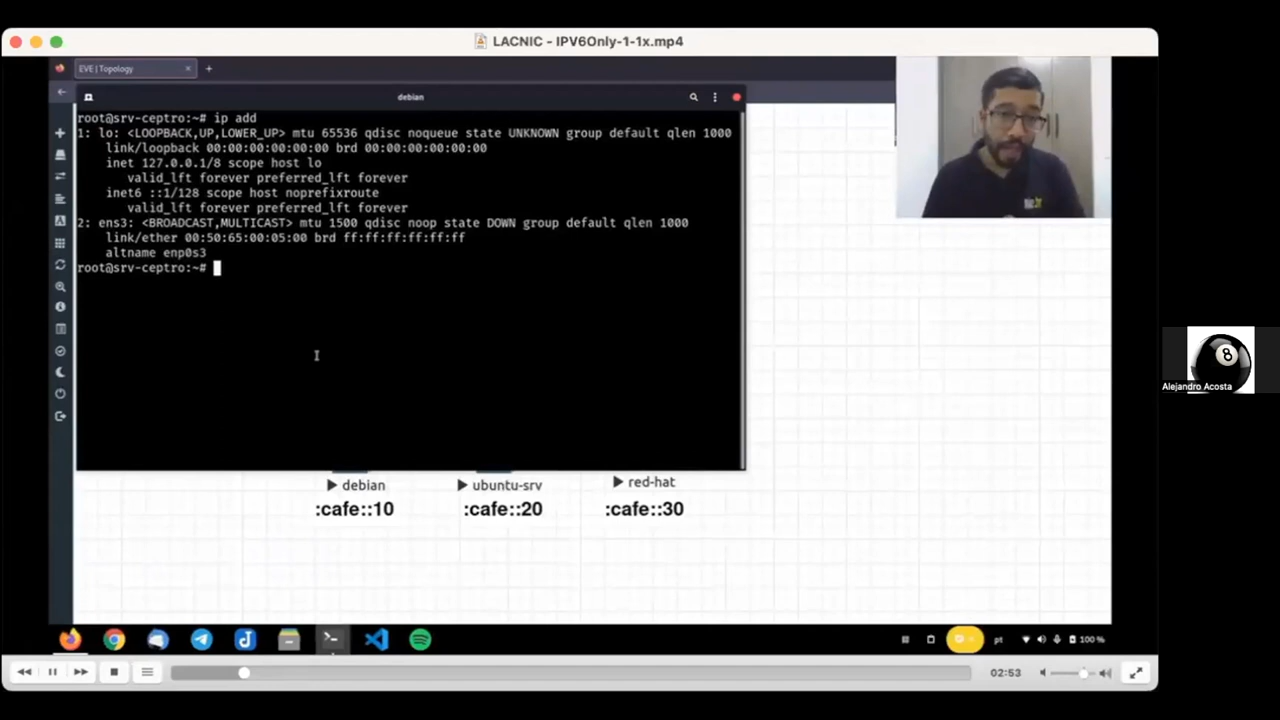 LACNIC - IPV6Only-1-1x.mp4
EVE | Topology
debian
root@srv-ceptro:~# ip add
1: lo: <LOOPBACK,UP,LOWER_UP> mtu 65536 qdisc noqueue state UNKNOWN group default qlen 1000
link/loopback 00:00:00:00:00:00 brd 00:00:00:00:00:00
inet 127.0.0.1/8 scope host lo
valid_lft forever preferred_lft forever
inet6 ::1/128 scope host noprefixroute
valid_lft forever preferred_lft forever
2: ens3: <BROADCAST,MULTICAST> mtu 1500 qdisc noop state DOWN group default qlen 1000
link/ether 00:50:65:00:05:00 brd ff:ff:ff:ff:ff:ff
altname enp0s3
root@srv-ceptro:~#
8
Alejandro Acosta
debian ubuntu-srv red-hat
:cafe::10 :cafe::20 :cafe::30
pt 100 %
02:53